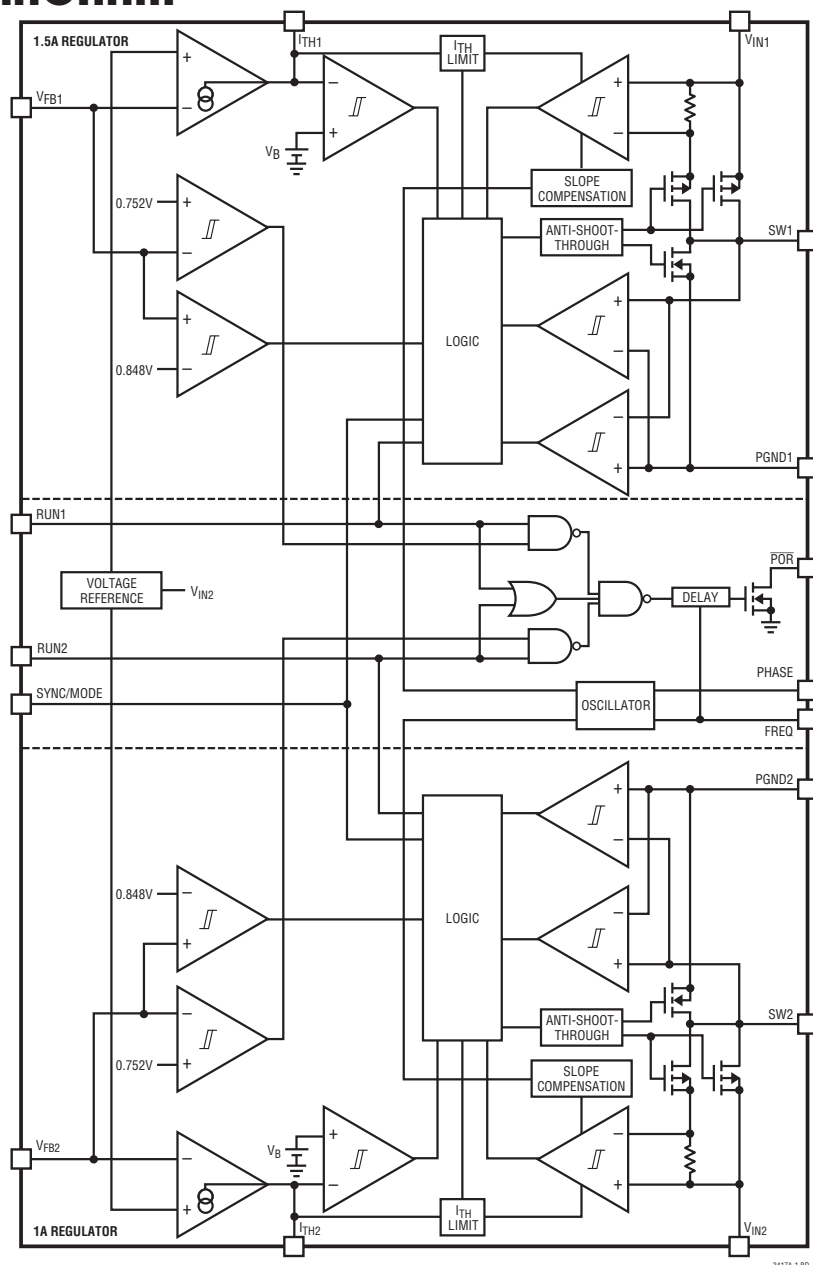 1.5A REGULATOR
ITH1
VIN1
ITH
LIMIT
+
–
VFB1
–
+
VB
+
–
SLOPE
COMPENSATION
0.752V
+
–
ANTI-SHOOT-
THROUGH
SW1
+
–
0.848V
LOGIC
+
–
–
+
PGND1
RUN1
POR
VOLTAGE
REFERENCE
VIN2
DELAY
RUN2
SYNC/MODE
OSCILLATOR
PHASE
FREQ
PGND2
+
–
0.848V
–
+
LOGIC
–
+
–
+
0.752V
ANTI-SHOOT-
THROUGH
SW2
SLOPE
COMPENSATION
VFB2
–
+
VB
+
–
–
+
ITH
LIMIT
1A REGULATOR
ITH2
VIN2